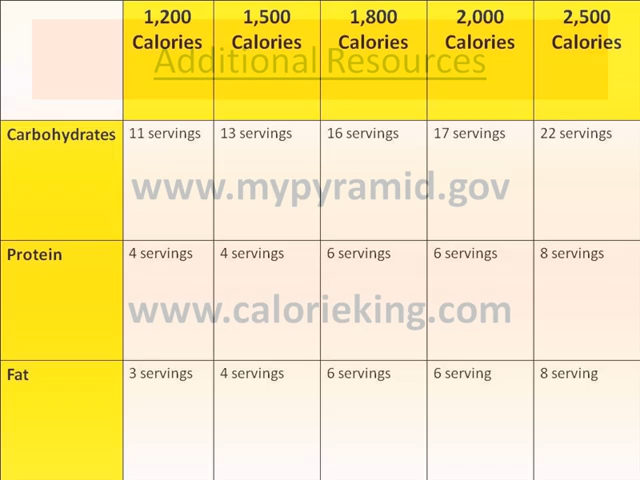 1,200 Calories 1,500 Calories 1,800 Calories 2,000 Calories 2,500 Calories
Additional Resources
Carbohydrates 11 servings 13 servings 16 servings 17 servings 22 servings
www.mypyramid.gov
Protein 4 servings 4 servings 6 servings 6 servings 8 servings
www.calorieking.com
Fat 3 servings 4 servings 6 servings 6 serving 8 serving